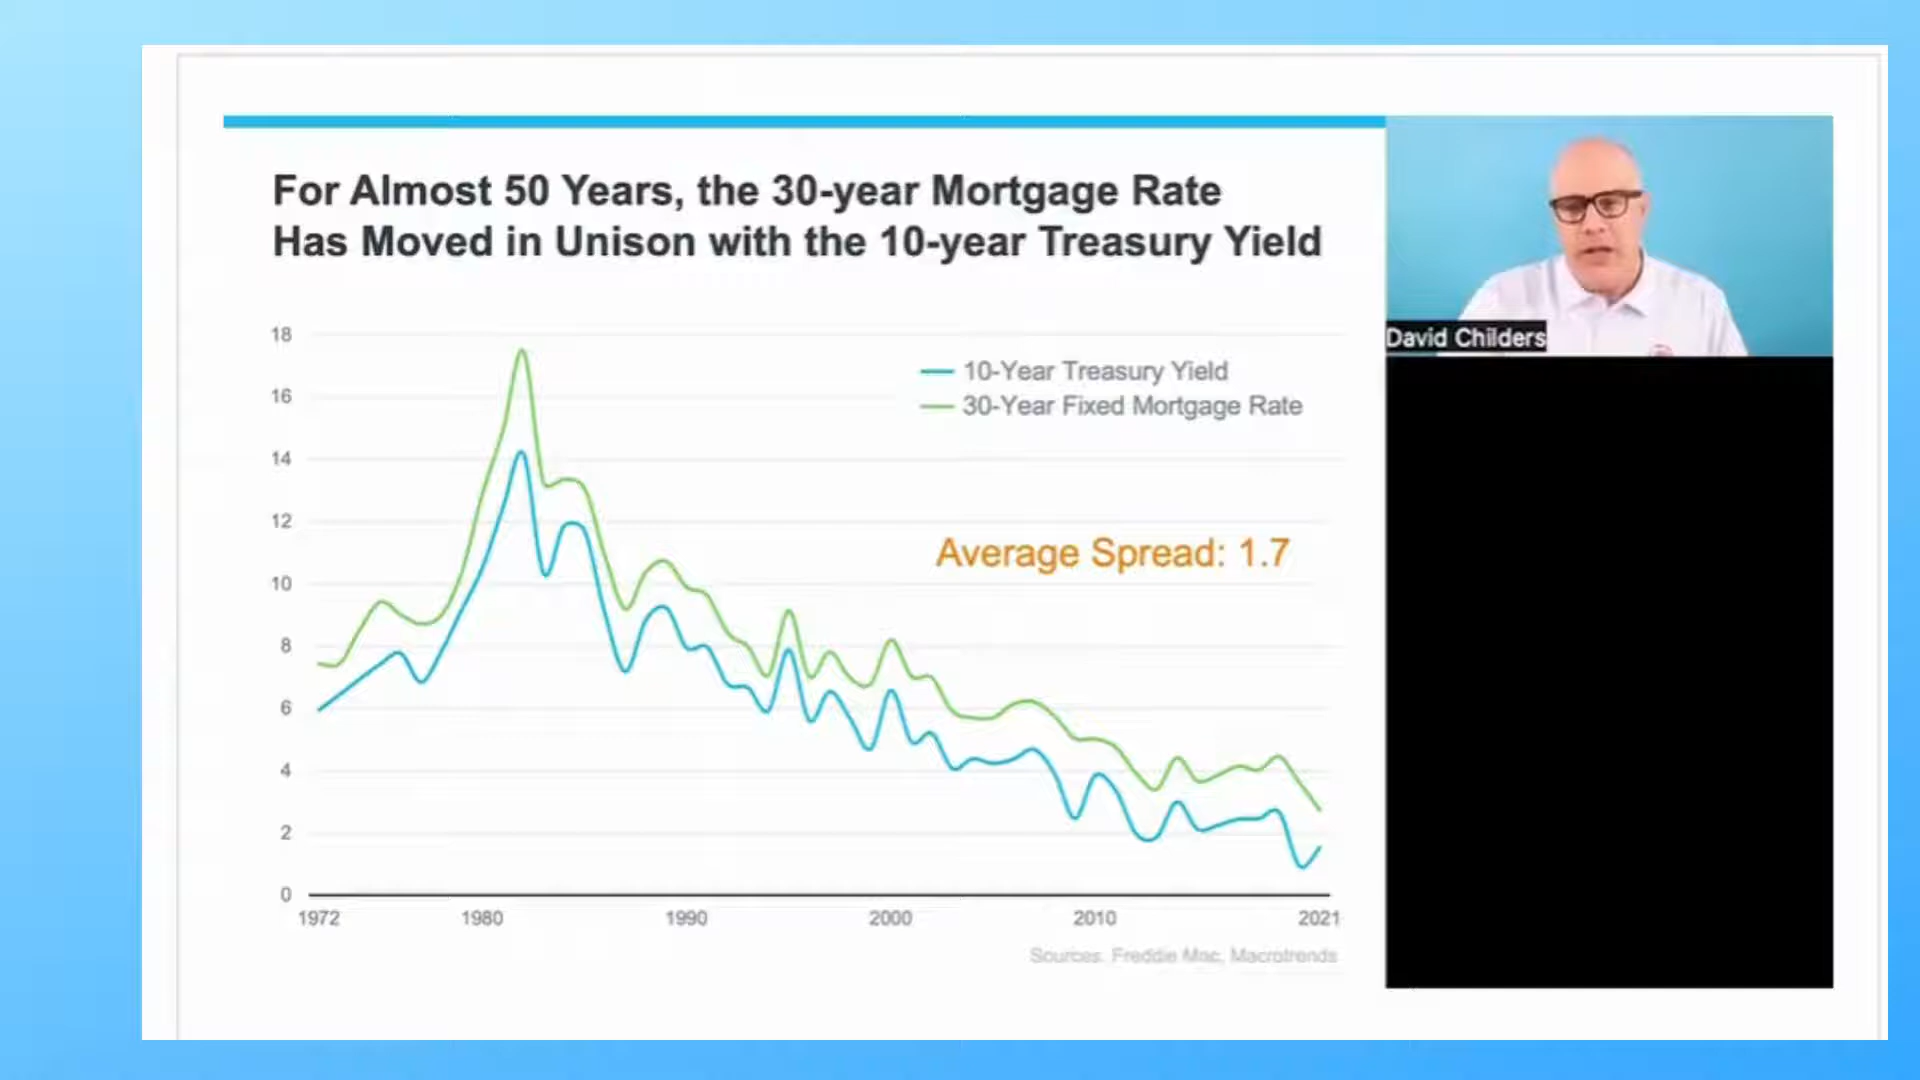 For Almost 50 Years, the 30-year Mortgage Rate
Has Moved in Unison with the 10-year Treasury Yield
David Childers
18
16
14
12
10
8
6
4
2
0
10-Year Treasury Yield
30-Year Fixed Mortgage Rate
Average Spread: 1.7
1972 1980 1990 2000 2010 2021
Sources. Freddie Mac, Macrotrends